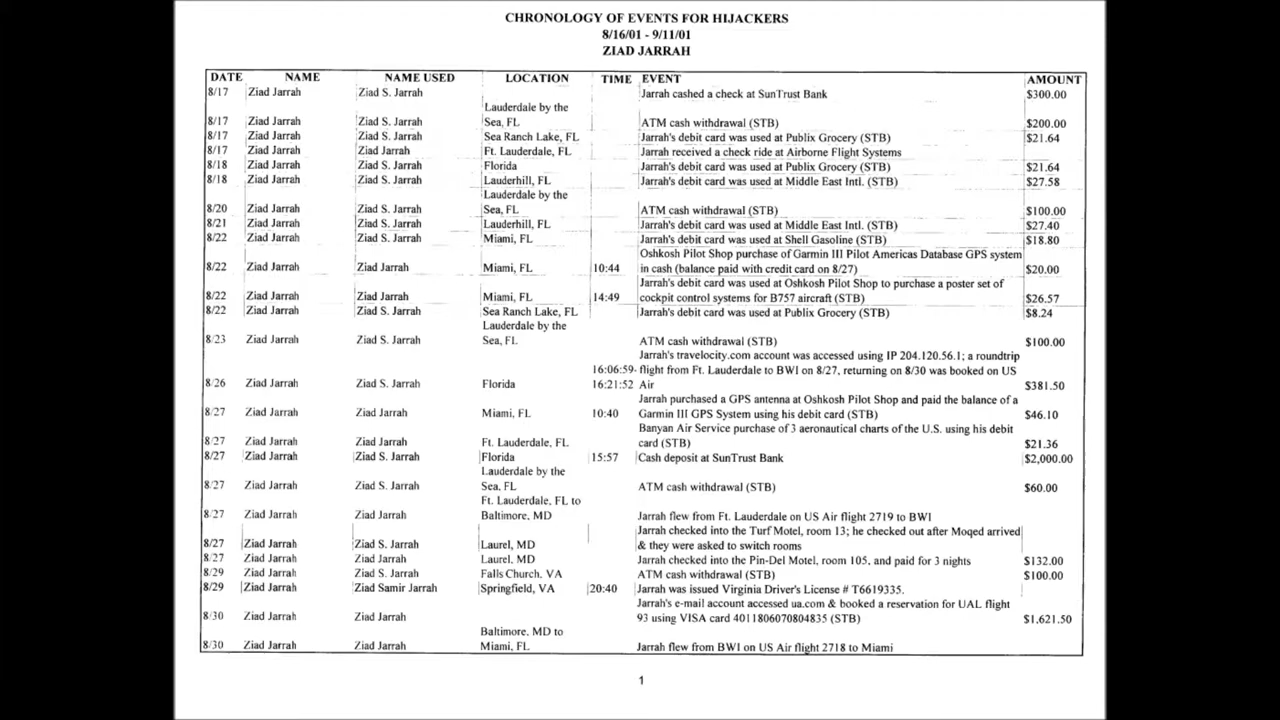 CHRONOLOGY OF EVENTS FOR HIJACKERS
8/16/01 - 9/11/01
ZIAD JARRAH
DATE NAME NAME USED LOCATION TIME EVENT AMOUNT
8/17 Ziad Jarrah Ziad S. Jarrah Jarrah cashed a check at SunTrust Bank $300.00
Lauderdale by the
8/17 Ziad Jarrah Ziad S. Jarrah Sea, FL ATM cash withdrawal (STB) $200.00
8/17 Ziad Jarrah Ziad S. Jarrah Sea Ranch Lake, FL Jarrah's debit card was used at Publix Grocery (STB) $21.64
8/17 Ziad Jarrah Ziad Jarrah Ft. Lauderdale, FL Jarrah received a check ride at Airborne Flight Systems
8/18 Ziad Jarrah Ziad S. Jarrah Florida Jarrah's debit card was used at Publix Grocery (STB) $21.64
8/18 Ziad Jarrah Ziad S. Jarrah Lauderhill, FL Jarrah's debit card was used at Middle East Intl. (STB) $27.58
Lauderdale by the
8/20 Ziad Jarrah Ziad S. Jarrah Sea, FL ATM cash withdrawal (STB) $100.00
8/21 Ziad Jarrah Ziad S. Jarrah Lauderhill, FL Jarrah's debit card was used at Middle East Intl. (STB) $27.40
8/22 Ziad Jarrah Ziad S. Jarrah Miami, FL Jarrah's debit card was used at Shell Gasoline (STB) $18.80
Oshkosh Pilot Shop purchase of Garmin III Pilot Americas Database GPS system
8/22 Ziad Jarrah Ziad Jarrah Miami, FL 10:44 in cash (balance paid with credit card on 8/27) $20.00
Jarrah's debit card was used at Oshkosh Pilot Shop to purchase a poster set of
8/22 Ziad Jarrah Ziad Jarrah Miami, FL 14:49 cockpit control systems for B757 aircraft (STB) $26.57
8/22 Ziad Jarrah Ziad S. Jarrah Sea Ranch Lake, FL Jarrah's debit card was used at Publix Grocery (STB) $8.24
Lauderdale by the
8/23 Ziad Jarrah Ziad S. Jarrah Sea, FL ATM cash withdrawal (STB) $100.00
Jarrah's travelocity.com account was accessed using IP 204.120.56.1; a roundtrip
16:06:59- flight from Ft. Lauderdale to BWI on 8/27, returning on 8/30 was booked on US
8/26 Ziad Jarrah Ziad S. Jarrah Florida 16:21:52 Air $381.50
Jarrah purchased a GPS antenna at Oshkosh Pilot Shop and paid the balance of a
8/27 Ziad Jarrah Ziad Jarrah Miami, FL 10:40 Garmin III GPS System using his debit card (STB) $46.10
Banyan Air Service purchase of 3 aeronautical charts of the U.S. using his debit
8/27 Ziad Jarrah Ziad Jarrah Ft. Lauderdale, FL card (STB) $21.36
8/27 Ziad Jarrah Ziad S. Jarrah Florida 15:57 Cash deposit at SunTrust Bank $2,000.00
Lauderdale by the
8/27 Ziad Jarrah Ziad S. Jarrah Sea, FL ATM cash withdrawal (STB) $60.00
Ft. Lauderdale, FL to
8/27 Ziad Jarrah Ziad Jarrah Baltimore, MD Jarrah flew from Ft. Lauderdale on US Air flight 2719 to BWI
Jarrah checked into the Turf Motel, room 13; he checked out after Moqed arrived
8/27 Ziad Jarrah Ziad S. Jarrah Laurel, MD & they were asked to switch rooms
8/27 Ziad Jarrah Ziad Jarrah Laurel, MD Jarrah checked into the Pin-Del Motel, room 105, and paid for 3 nights $132.00
8/29 Ziad Jarrah Ziad S. Jarrah Falls Church, VA ATM cash withdrawal (STB) $100.00
8/29 Ziad Jarrah Ziad Samir Jarrah Springfield, VA 20:40 Jarrah was issued Virginia Driver's License # T6619335.
Jarrah's e-mail account accessed ua.com & booked a reservation for UAL flight
8/30 Ziad Jarrah Ziad Jarrah 93 using VISA card 4011806070804835 (STB) $1,621.50
Baltimore, MD to
8/30 Ziad Jarrah Ziad Jarrah Miami, FL Jarrah flew from BWI on US Air flight 2718 to Miami
1